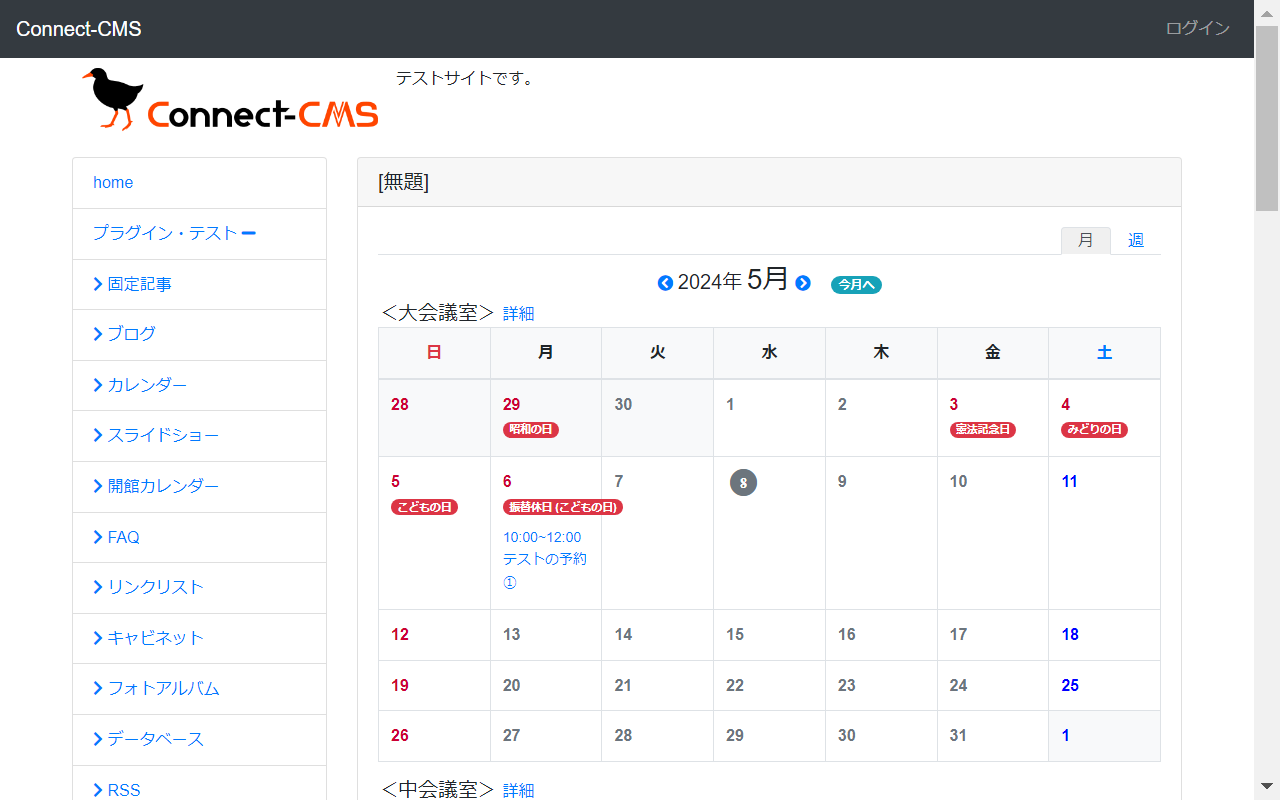 Connect-CMS
ログイン
Connect-CMS
テストサイトです。
home
プラグイン・テスト
固定記事
ブログ
カレンダー
スライドショー
開館カレンダー
FAQ
リンクリスト
キャビネット
フォトアルバム
データベース
RSS
[無題]
月 週
2024年 5月 今月へ
＜大会議室＞ 詳細
日 月 火 水 木 金 土
28 29 30 1 2 3 4
昭和の日 憲法記念日 みどりの日
5 6 7 8 9 10 11
こどもの日 振替休日 (こどもの日)
10:00~12:00
テストの予約
①
12 13 14 15 16 17 18
19 20 21 22 23 24 25
26 27 28 29 30 31 1
＜中会議室＞ 詳細